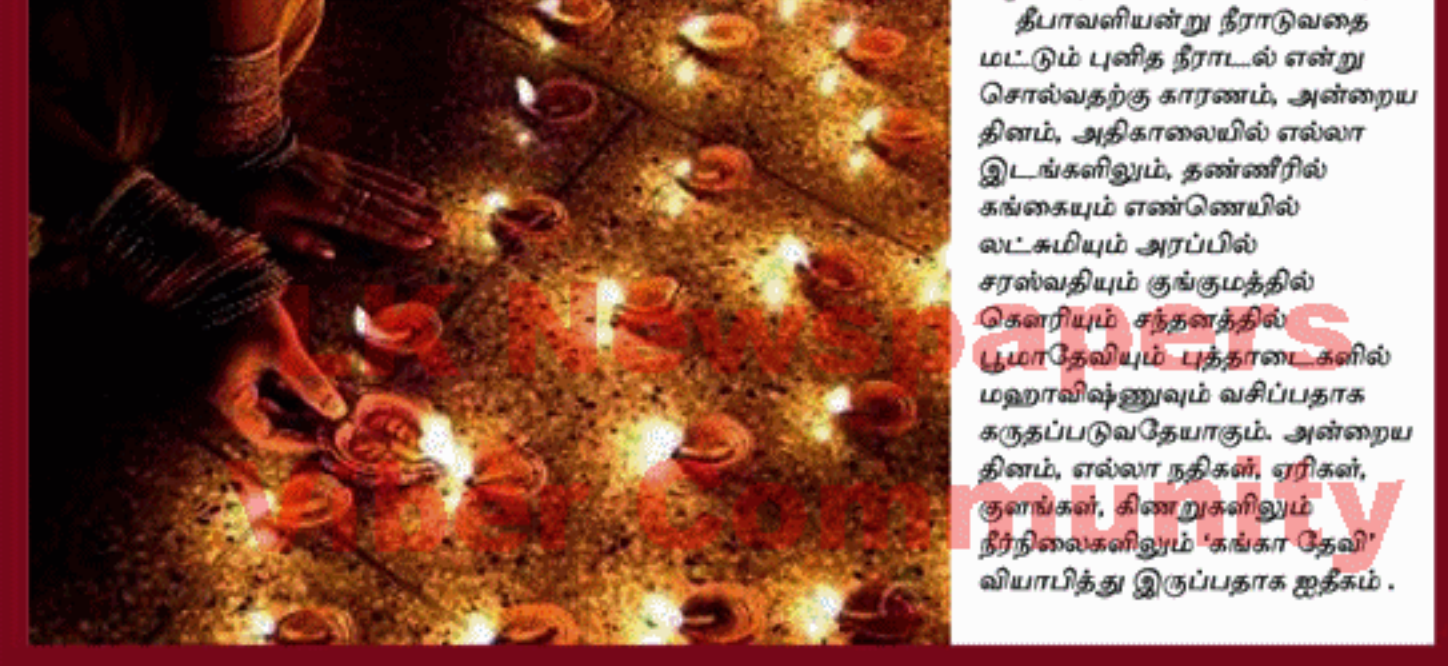 தீபாவளியன்று நீராடுவதை
மட்டும் புனித நீராடல் என்று
சொல்வதற்கு காரணம், அன்றைய
தினம், அதிகாலையில் எல்லா
இடங்களிலும், தண்ணீரில்
கங்கையும் எண்ணெயில்
லட்சுமியும் அரப்பில்
சரஸ்வதியும் குங்குமத்தில்
கௌரியும் சந்தனத்தில்
பூமாதேவியும் புத்தாடைகளில்
மஹாவிஷ்ணுவும் வசிப்பதாக
கருதப்படுவதேயாகும். அன்றைய
தினம், எல்லா நதிகள், ஏரிகள்,
குளங்கள், கிணறுகளிலும்
நீர்நிலைகளிலும் ‘கங்கா தேவி’
வியாபித்து இருப்பதாக ஐதீகம் .
LK Newspapers
Viber Community